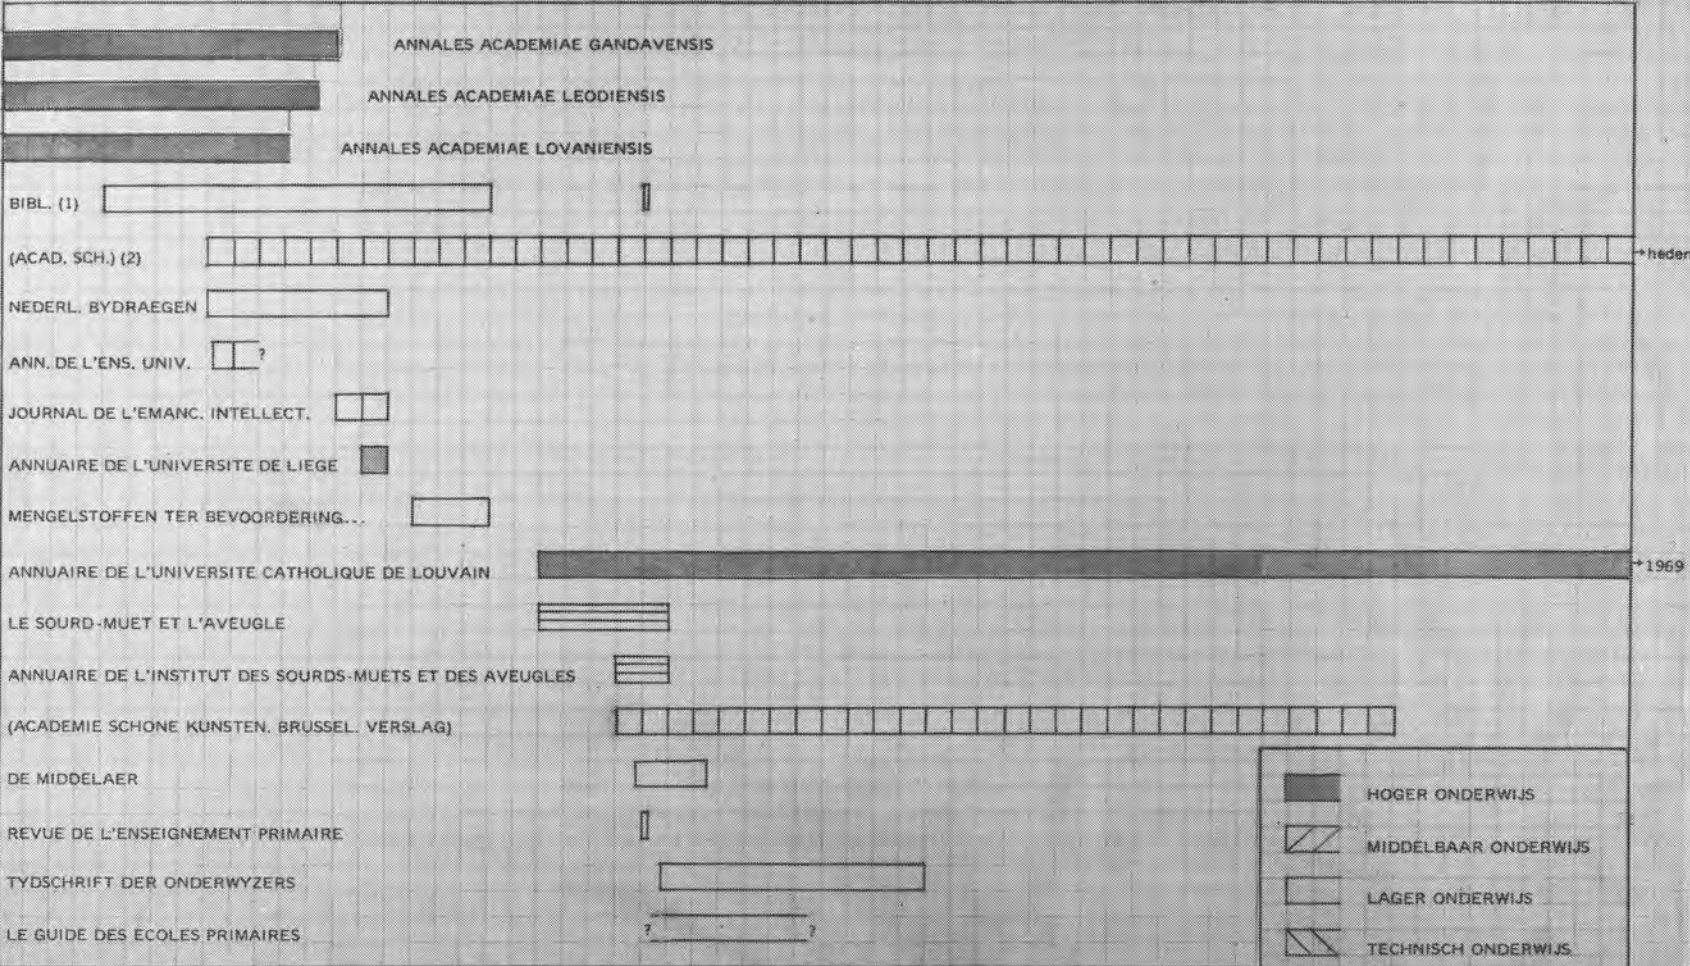 ANNALES ACADEMIAE GANDAVENSIS
ANNALES ACADEMIAE LEODIENSIS
ANNALES ACADEMIAE LOVANIENSIS
BIBL. (1)
(ACAD. SCH.) (2)
→heden
NEDERL. BYDRAEGEN
ANN. DE L'ENS. UNIV.
?
JOURNAL DE L'EMANC. INTELLECT.
ANNUAIRE DE L'UNIVERSITE DE LIEGE
MENGELSTOFFEN TER BEVOORDERING...
ANNUAIRE DE L'UNIVERSITE CATHOLIQUE DE LOUVAIN
→1969
LE SOURD-MUET ET L'AVEUGLE
ANNUAIRE DE L'INSTITUT DES SOURDS-MUETS ET DES AVEUGLES
(ACADEMIE SCHONE KUNSTEN. BRUSSEL. VERSLAG)
DE MIDDELAER
REVUE DE L'ENSEIGNEMENT PRIMAIRE
TYDSCHRIFT DER ONDERWYZERS
LE GUIDE DES ECOLES PRIMAIRES
? ?
HOGER ONDERWIJS
MIDDELBAAR ONDERWIJS
LAGER ONDERWIJS
TECHNISCH ONDERWIJS